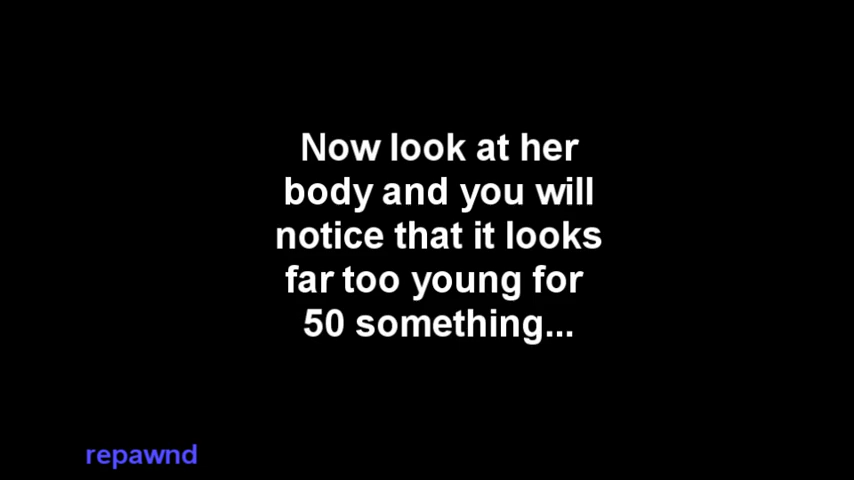 Now look at her
body and you will
notice that it looks
far too young for
50 something...
repawnd